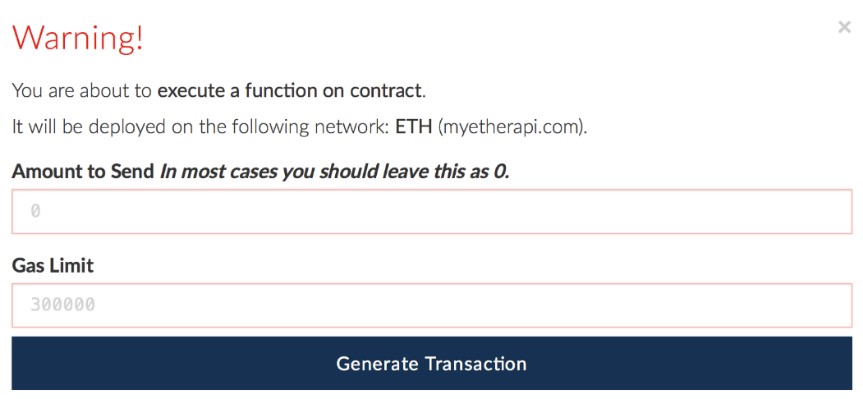 Warning!
×
You are about to execute a function on contract.
It will be deployed on the following network: ETH (myetherapi.com).
Amount to Send In most cases you should leave this as 0.
0
Gas Limit
300000
Generate Transaction